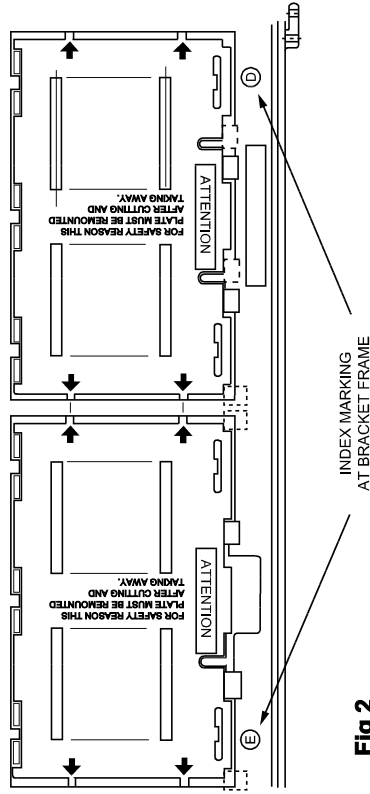 FOR SAFETY REASON THIS
PLATE MUST BE REMOUNTED
AFTER CUTTING AND
TAKING AWAY.
ATTENTION
D
FOR SAFETY REASON THIS
PLATE MUST BE REMOUNTED
AFTER CUTTING AND
TAKING AWAY.
ATTENTION
E
INDEX MARKING
AT BRACKET FRAME
Fig 2